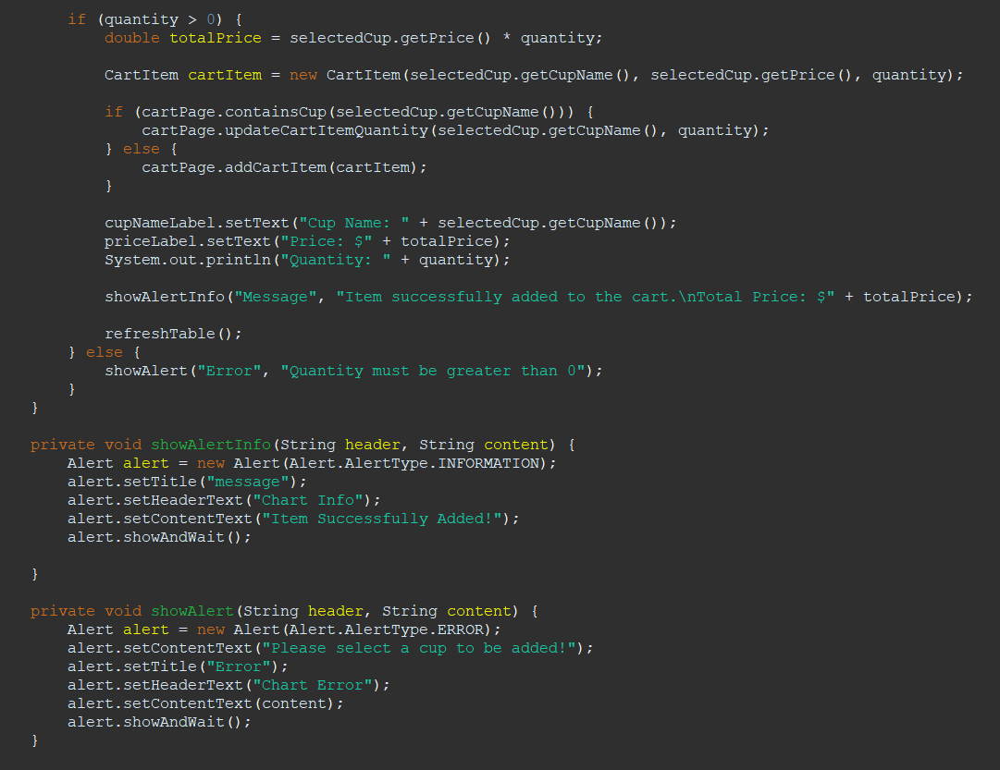 if (quantity > 0) {
double totalPrice = selectedCup.getPrice() * quantity;
CartItem cartItem = new CartItem(selectedCup.getCupName(), selectedCup.getPrice(), quantity);
if (cartPage.containsCup(selectedCup.getCupName())) {
cartPage.updateCartItemQuantity(selectedCup.getCupName(), quantity);
} else {
cartPage.addCartItem(cartItem);
}
cupNameLabel.setText("Cup Name: " + selectedCup.getCupName());
priceLabel.setText("Price: $" + totalPrice);
System.out.println("Quantity: " + quantity);
showAlertInfo("Message", "Item successfully added to the cart.\nTotal Price: $" + totalPrice);
refreshTable();
} else {
showAlert("Error", "Quantity must be greater than 0");
}
}
private void showAlertInfo(String header, String content) {
Alert alert = new Alert(Alert.AlertType.INFORMATION);
alert.setTitle("message");
alert.setHeaderText("Chart Info");
alert.setContentText("Item Successfully Added!");
alert.showAndWait();
}
private void showAlert(String header, String content) {
Alert alert = new Alert(Alert.AlertType.ERROR);
alert.setContentText("Please select a cup to be added!");
alert.setTitle("Error");
alert.setHeaderText("Chart Error");
alert.setContentText(content);
alert.showAndWait();
}